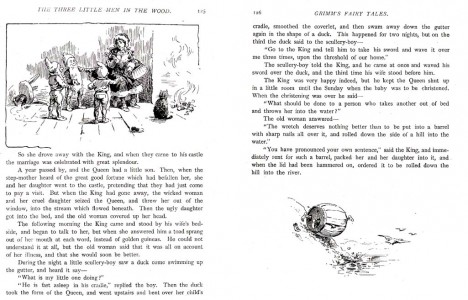 THE THREE LITTLE MEN IN THE WOOD.
So she drove away with the King, and when they came to his castle
the marriage was celebrated with great splendour.
A year passed by, and the Queen had a little son. Then, when the
step-mother heard of the great good fortune which had befallen her, she
and her daughter went to the castle, pretending that they had just come
to pay a visit. But when the King had gone away, the wicked woman
and her cruel daughter seized the Queen, and threw her out of the
window, into the stream which flowed beneath. Then the ugly daughter
got into the bed, and the old woman covered up her head.
The following morning the King came and stood by his wife's bed-
side, and began to talk to her, but when she answered him a toad sprang
out of her mouth at each word, instead of golden guineas. He could not
understand it at all, but the old woman said that it was all on account
of her illness, and that she would soon be better.
During the night a little scullery-boy saw a duck come swimming up
the gutter, and heard it say—
"What is my little one doing?"
"He is fast asleep in his cradle," replied the boy. Then the duck
took the form of the Queen, and went upstairs and bent over her child's
126
GRIMM'S FAIRY TALES.
cradle, smoothed the coverlet, and then swam away down the gutter
again in the shape of a duck. This happened for two nights, but on the
third the duck said to the scullery-boy—
"Go to the King and tell him to take his sword and wave it over
me three times, upon the threshold of our home."
The scullery-boy told the King, and he came at once and waved his
sword over the duck, and the third time his wife stood before him.
The King was very happy indeed, but he kept the Queen shut up
in a little room until the Sunday when the baby was to be christened.
When the christening was over he said—
"What should be done to a person who takes another out of bed
and throws her into the water?"
The old woman answered—
"The wretch deserves nothing better than to be put into a barrel
with sharp nails all over it, and rolled down the side of a hill into the
water."
"You have pronounced your own sentence," said the King, and im-
mediately sent for such a barrel, packed her and her daughter into it, and
when the lid had been hammered on, ordered it to be rolled down the
hill into the river.